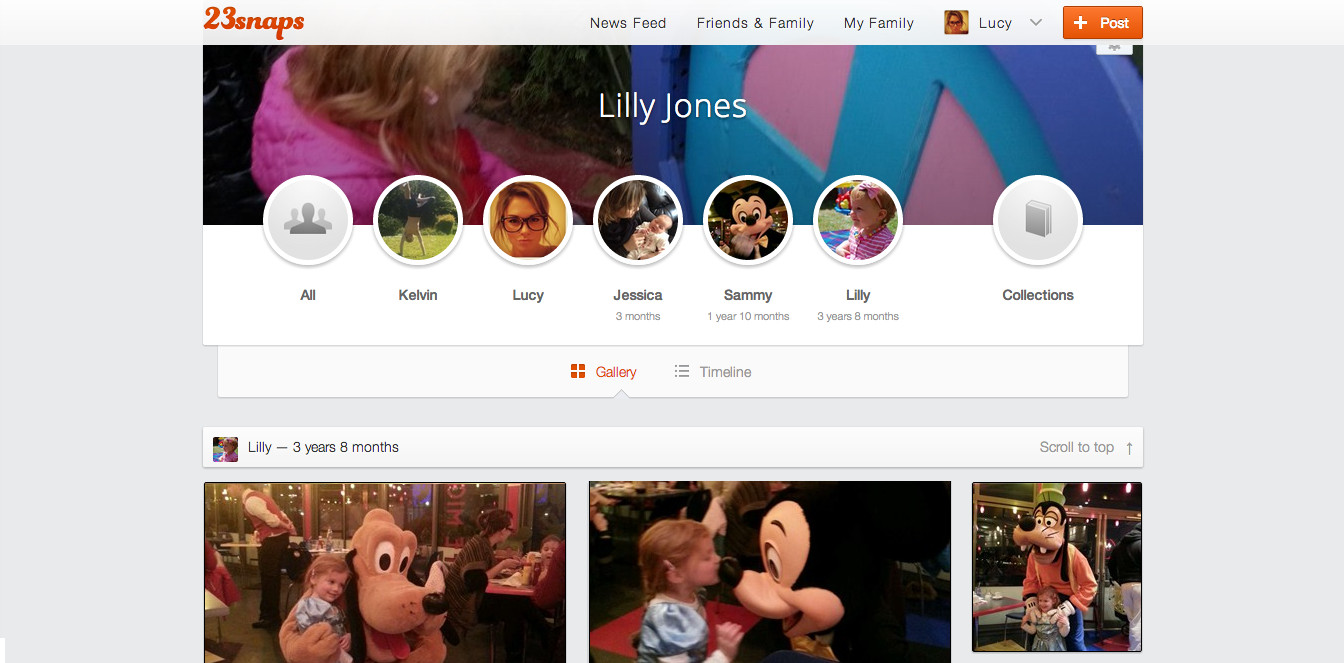 23snaps
News Feed
Friends & Family
My Family
Lucy
+ Post
Lilly Jones
All
Kelvin
Lucy
Jessica
Sammy
Lilly
Collections
3 months
1 year 10 months
3 years 8 months
Gallery
Timeline
Lilly — 3 years 8 months
Scroll to top ↑